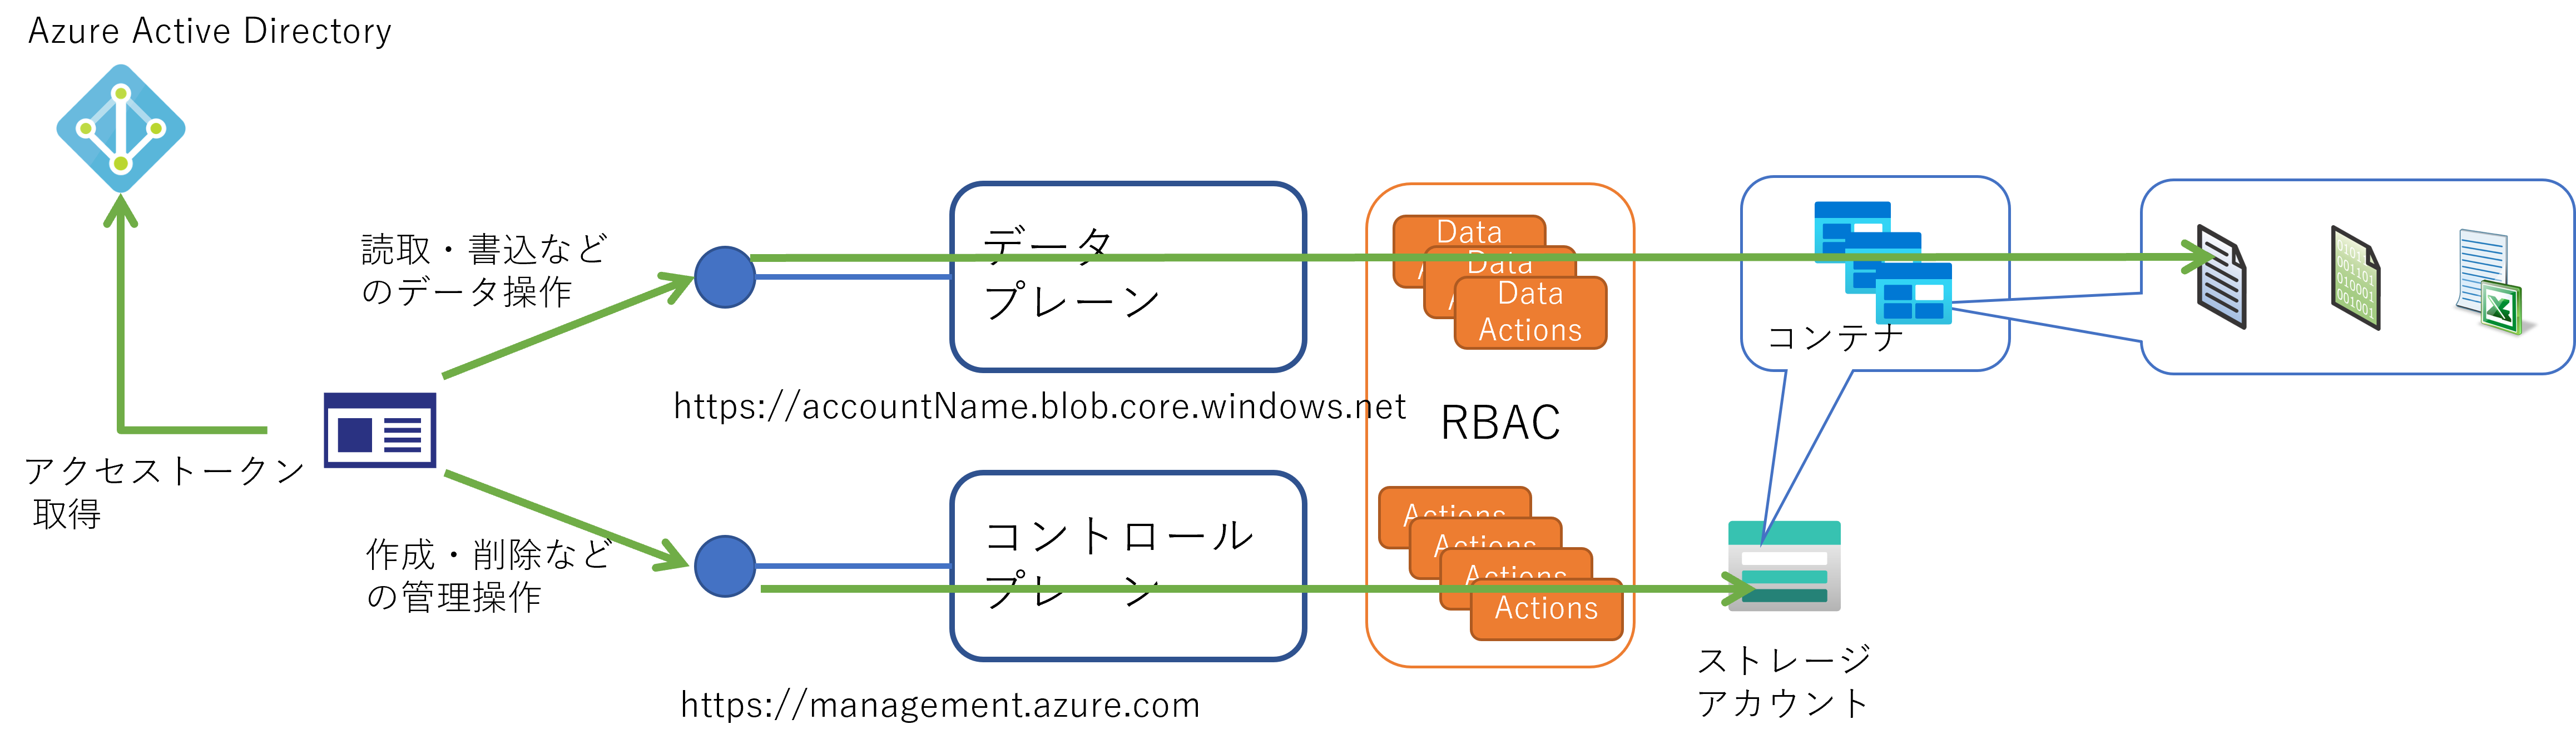 Azure Active Directory
アクセストークン
取得
読取・書込など
のデータ操作
作成・削除など
の管理操作
データ
プレーン
https://accountName.blob.core.windows.net
コントロール
プレーン
https://management.azure.com
Data
Data
Data
Actions
RBAC
Actions
Actions
Actions
Actions
コンテナ
ストレージ
アカウント